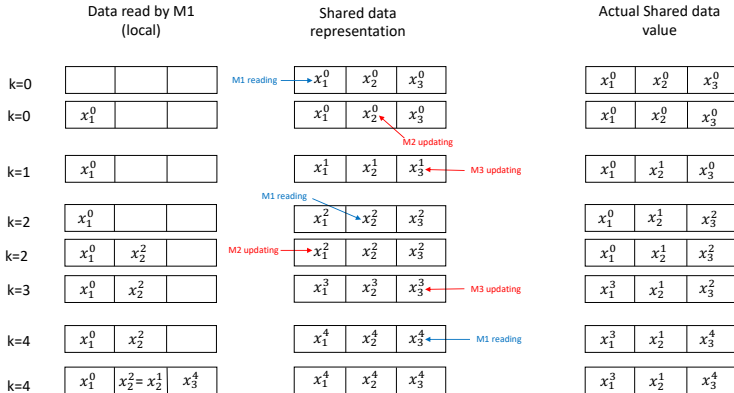 Data read by M1 (local)
Shared data representation
Actual Shared data value
k=0 M1 reading x_1^0 x_2^0 x_3^0 x_1^0 x_2^0 x_3^0
k=0 x_1^0 x_1^0 x_2^0 x_3^0 x_1^0 x_2^0 x_3^0
M2 updating
k=1 x_1^0 x_1^1 x_2^1 x_3^1 M3 updating x_1^0 x_2^1 x_3^0
M1 reading
k=2 x_1^0 x_1^2 x_2^2 x_3^2 x_1^0 x_2^1 x_3^2
k=2 x_1^0 x_2^2 M2 updating x_1^2 x_2^2 x_3^2 x_1^0 x_2^1 x_3^2
k=3 x_1^0 x_2^2 x_1^3 x_2^3 x_3^3 M3 updating x_1^3 x_2^1 x_3^2
k=4 x_1^0 x_2^2 x_1^4 x_2^4 x_3^4 M1 reading x_1^3 x_2^1 x_3^4
k=4 x_1^0 x_2^2= x_2^1 x_3^4 x_1^4 x_2^4 x_3^4 x_1^3 x_2^1 x_3^4